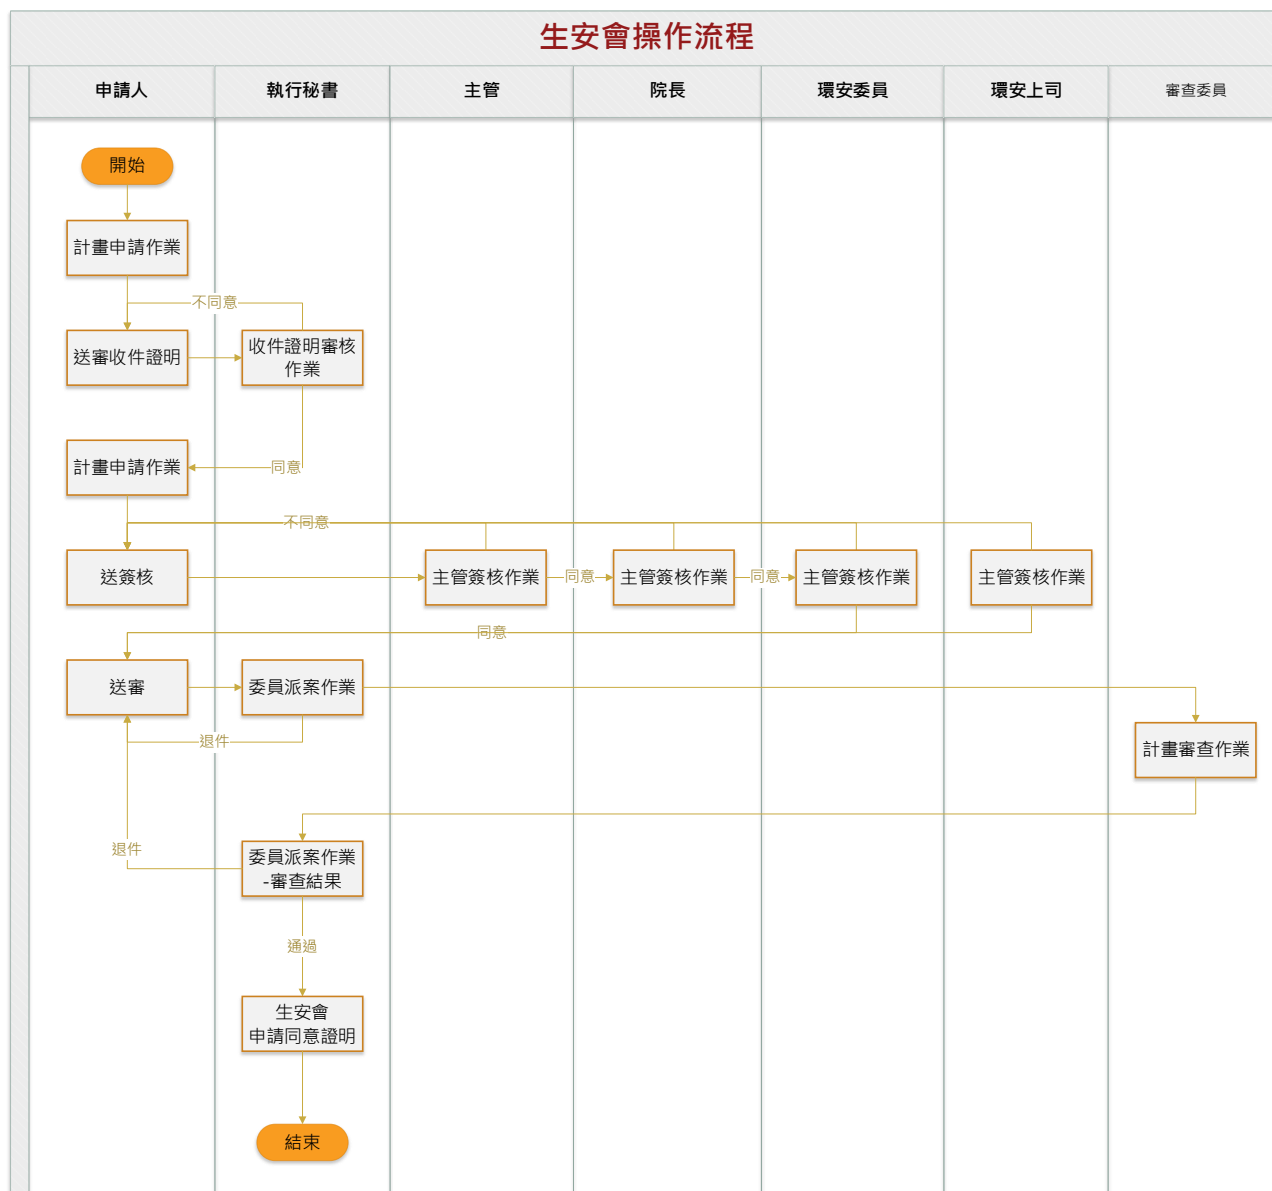 生安會操作流程
申請人
執行秘書
主管
院長
環安委員
環安上司
審查委員
開始
計畫申請作業
不同意
送審收件證明
收件證明審核
作業
計畫申請作業
同意
不同意
送簽核
主管簽核作業
同意
主管簽核作業
同意
主管簽核作業
主管簽核作業
同意
送審
委員派案作業
退件
計畫審查作業
退件
委員派案作業
-審查結果
通過
生安會
申請同意證明
結束